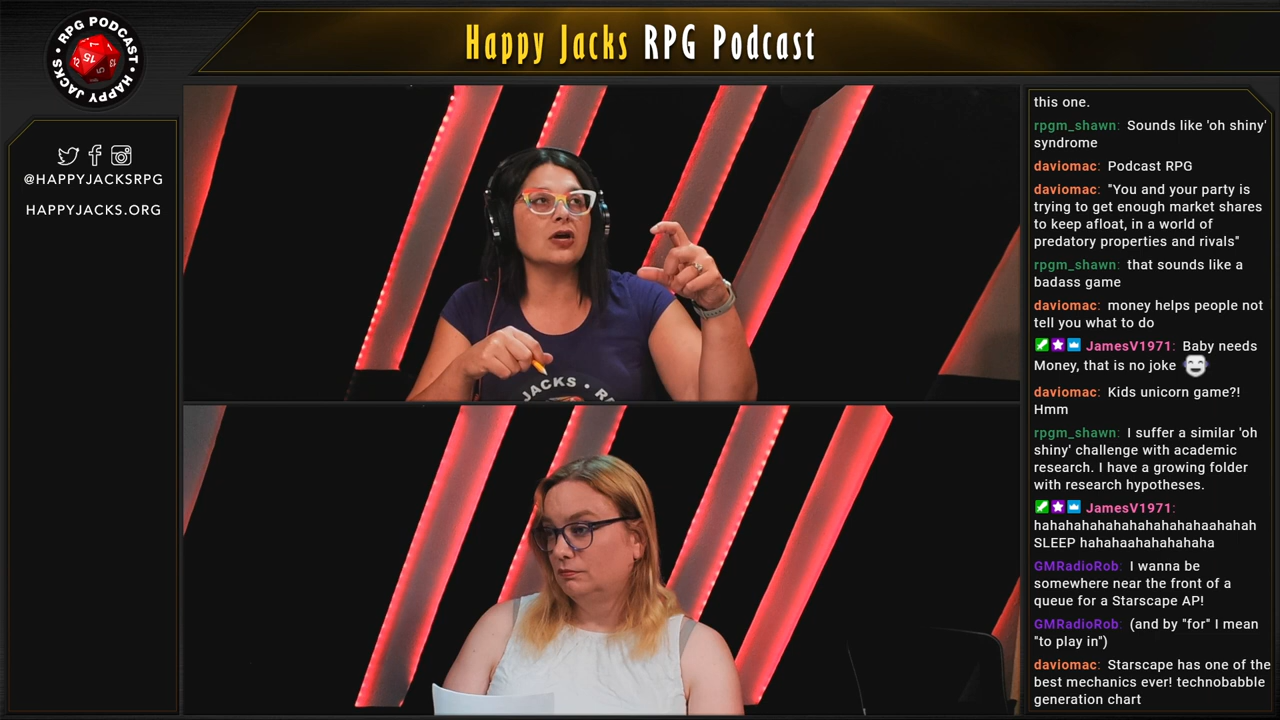 Happy Jacks RPG Podcast
RPG PODCAST • HAPPY JACKS •
15
@HAPPYJACKSRPG
HAPPYJACKS.ORG
JACKS • RP
this one.
rpgm_shawn: Sounds like 'oh shiny'
syndrome
daviomac: Podcast RPG
daviomac: "You and your party is
trying to get enough market shares
to keep afloat, in a world of
predatory properties and rivals"
rpgm_shawn: that sounds like a
badass game
daviomac: money helps people not
tell you what to do
JamesV1971: Baby needs
Money, that is no joke
daviomac: Kids unicorn game?!
Hmm
rpgm_shawn: I suffer a similar 'oh
shiny' challenge with academic
research. I have a growing folder
with research hypotheses.
JamesV1971:
hahahahahahahahahahaahahah
SLEEP hahahaahahahahaha
GMRadioRob: I wanna be
somewhere near the front of a
queue for a Starscape AP!
GMRadioRob: (and by "for" I mean
"to play in")
daviomac: Starscape has one of the
best mechanics ever! technobabble
generation chart